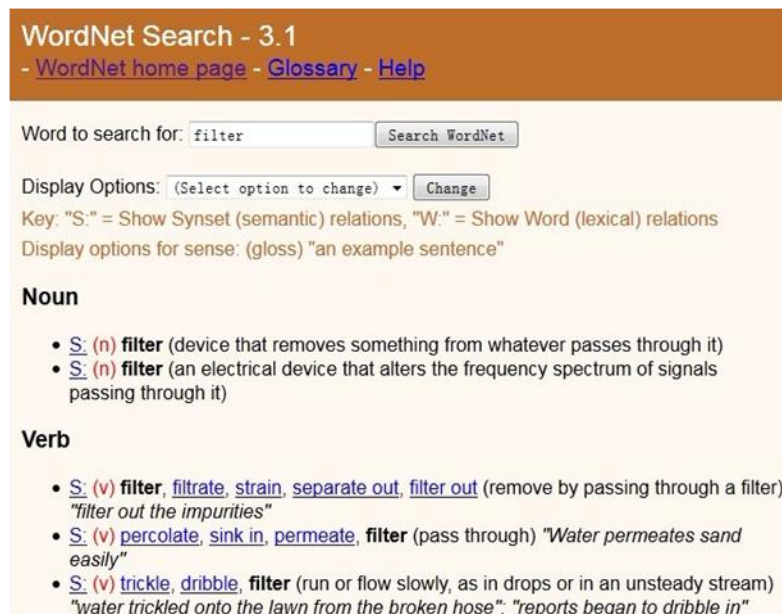 WordNet Search - 3.1
- WordNet home page - Glossary - Help
Word to search for: filter Search WordNet
Display Options: (Select option to change) Change
Key: "S:" = Show Synset (semantic) relations, "W:" = Show Word (lexical) relations
Display options for sense: (gloss) "an example sentence"
Noun
• S: (n) filter (device that removes something from whatever passes through it)
• S: (n) filter (an electrical device that alters the frequency spectrum of signals
passing through it)
Verb
• S: (v) filter, filtrate, strain, separate out, filter out (remove by passing through a filter)
"filter out the impurities"
• S: (v) percolate, sink in, permeate, filter (pass through) "Water permeates sand
easily"
• S: (v) trickle, dribble, filter (run or flow slowly, as in drops or in an unsteady stream)
"water trickled onto the lawn from the broken hose"; "reports began to dribble in"